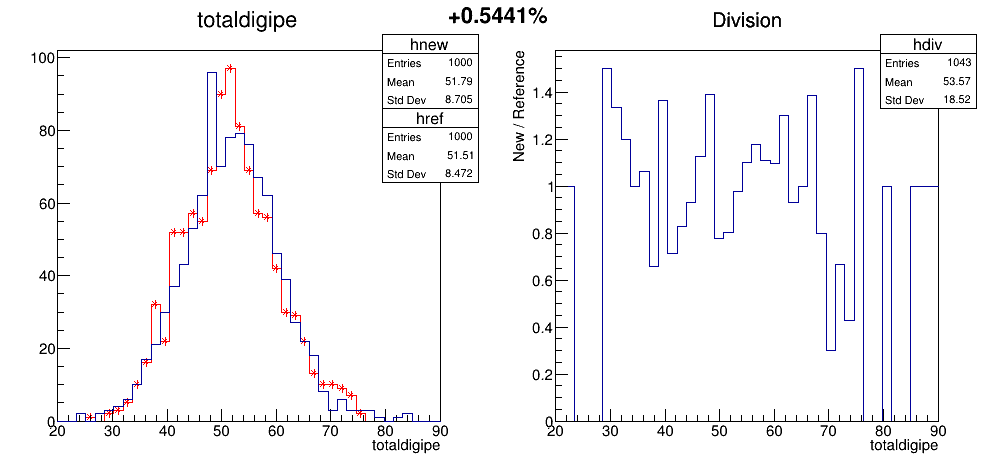 +0.5441%
totaldigipe
hnew
Entries 1000
Mean 51.79
Std Dev 8.705
href
Entries 1000
Mean 51.51
Std Dev 8.472
100
80
60
40
20
0
20 30 40 50 60 70 80 90
totaldigipe
Division
hdiv
Entries 1043
Mean 53.57
Std Dev 18.52
New / Reference
1.4
1.2
1
0.8
0.6
0.4
0.2
0
20 30 40 50 60 70 80 90
totaldigipe